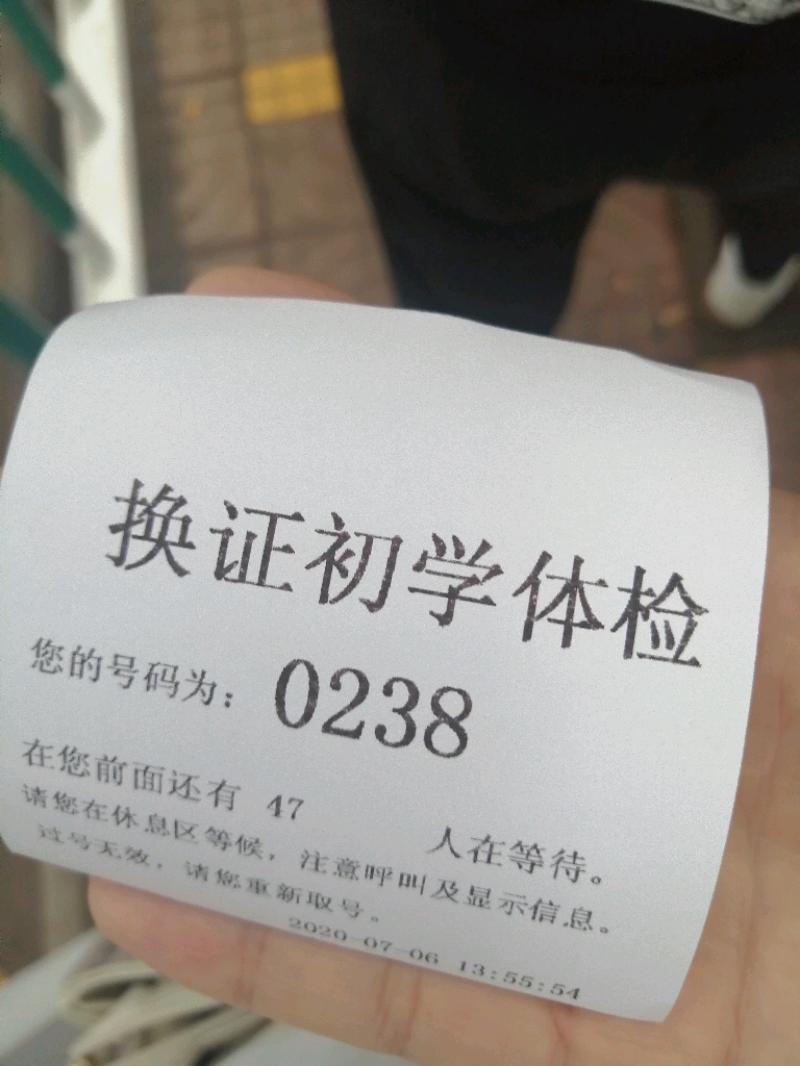 换证初学体检
您的号码为：0238
在您前面还有 47 人在等待。
请您在休息区等候，注意呼叫及显示信息。
过号无效，请您重新取号。
2020-07-06 13:55:54